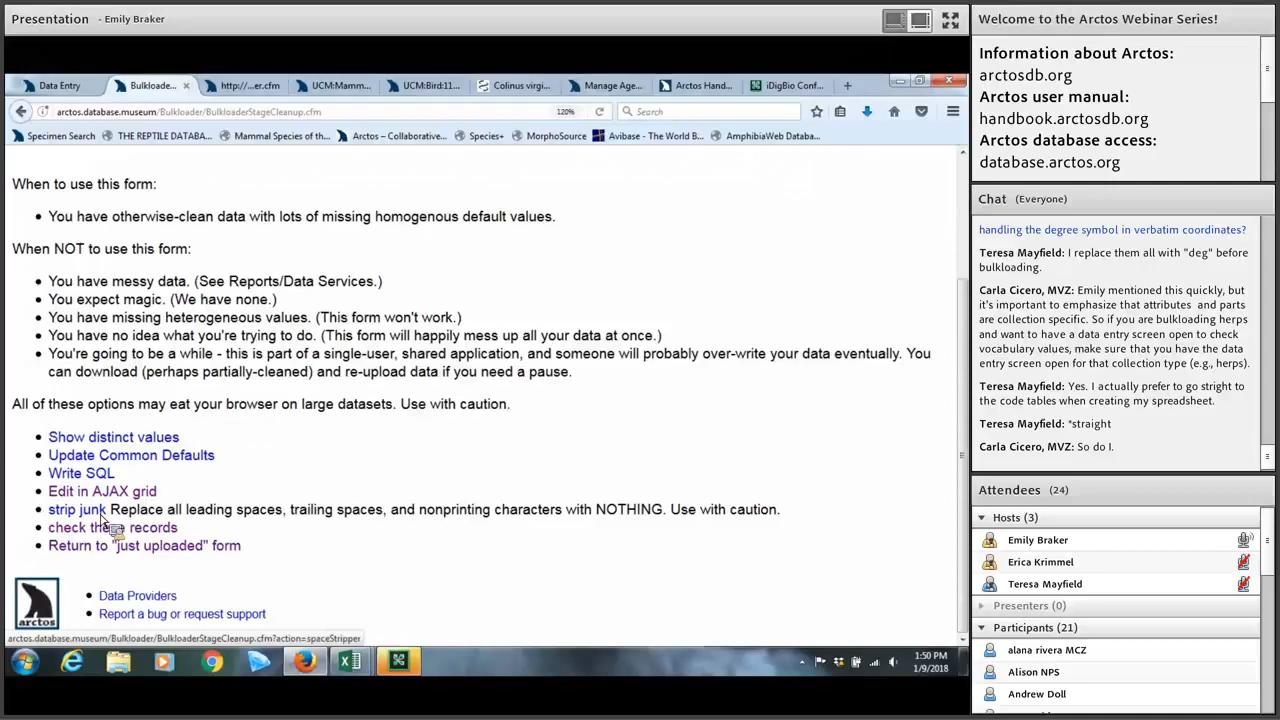 Presentation - Emily Braker
Data Entry
Bulkloade...
http://...er.cfm
UCM:Mamm...
UCM:Bird:11...
Colinus virgi...
Manage Age...
Arctos Hand...
iDigBio Conf...
arctos.database.museum/Bulkloader/BulkloaderStageCleanup.cfm
120%
Search
Specimen Search
THE REPTILE DATABA...
Mammal Species of th...
Arctos – Collaborative...
Species+
MorphoSource
Avibase - The World B...
AmphibiaWeb Databa...
When to use this form:
You have otherwise-clean data with lots of missing homogenous default values.
When NOT to use this form:
You have messy data. (See Reports/Data Services.)
You expect magic. (We have none.)
You have missing heterogeneous values. (This form won't work.)
You have no idea what you're trying to do. (This form will happily mess up all your data at once.)
You're going to be a while - this is part of a single-user, shared application, and someone will probably over-write your data eventually. You
can download (perhaps partially-cleaned) and re-upload data if you need a pause.
All of these options may eat your browser on large datasets. Use with caution.
Show distinct values
Update Common Defaults
Write SQL
Edit in AJAX grid
strip junk Replace all leading spaces, trailing spaces, and nonprinting characters with NOTHING. Use with caution.
check records
Return to "just uploaded" form
arctos
Data Providers
Report a bug or request support
arctos.database.museum/Bulkloader/BulkloaderStageCleanup.cfm?action=spaceStripper
1:50 PM
1/9/2018
Welcome to the Arctos Webinar Series!
Information about Arctos:
arctosdb.org
Arctos user manual:
handbook.arctosdb.org
Arctos database access:
database.arctos.org
Chat (Everyone)
handling the degree symbol in verbatim coordinates?
Teresa Mayfield: I replace them all with "deg" before
bulkloading.
Carla Cicero, MVZ: Emily mentioned this quickly, but
it's important to emphasize that attributes and parts
are collection specific. So if you are bulkloading herps
and want to have a data entry screen open to check
vocabulary values, make sure that you have the data
entry screen open for that collection type (e.g., herps).
Teresa Mayfield: Yes. I actually prefer to go stright to
the code tables when creating my spreadsheet.
Teresa Mayfield: *straight
Carla Cicero, MVZ: So do I.
Attendees (24)
Hosts (3)
Emily Braker
Erica Krimmel
Teresa Mayfield
Presenters (0)
Participants (21)
alana rivera MCZ
Alison NPS
Andrew Doll